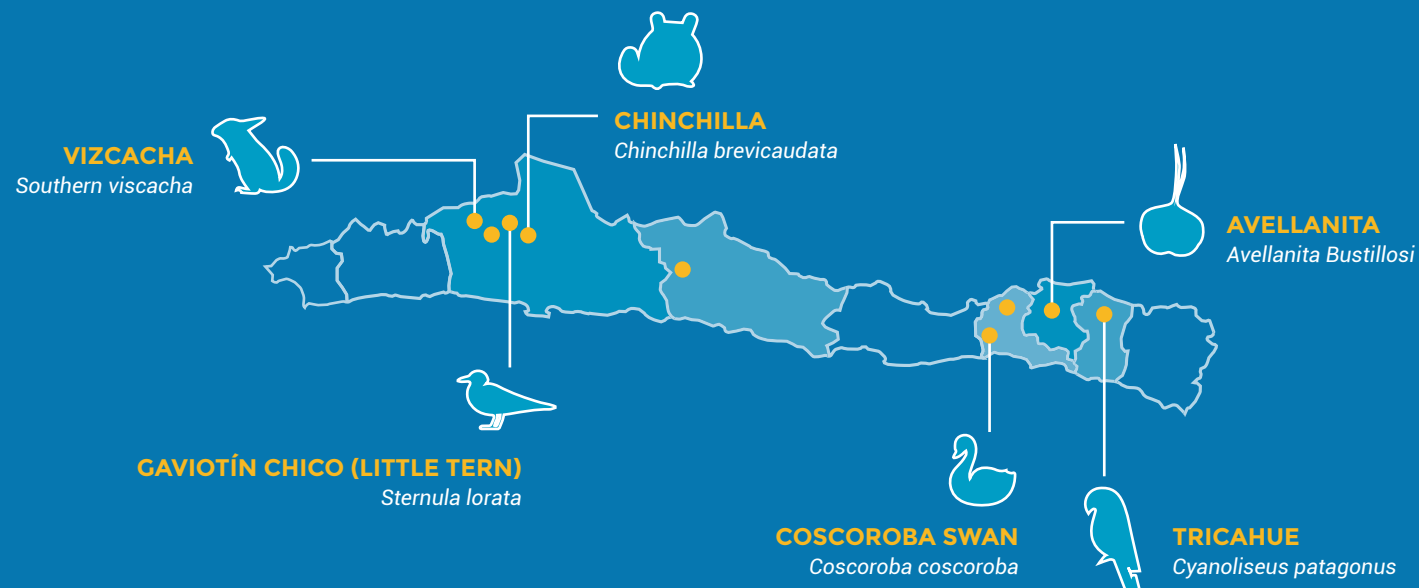 CHINCHILLA
Chinchilla brevicaudata
VIZCACHA
Southern viscacha
AVELLANITA
Avellanita Bustillosi
GAVIOTÍN CHICO (LITTLE TERN)
Sternula lorata
COSCOROBA SWAN
Coscoroba coscoroba
TRICAHUE
Cyanoliseus patagonus